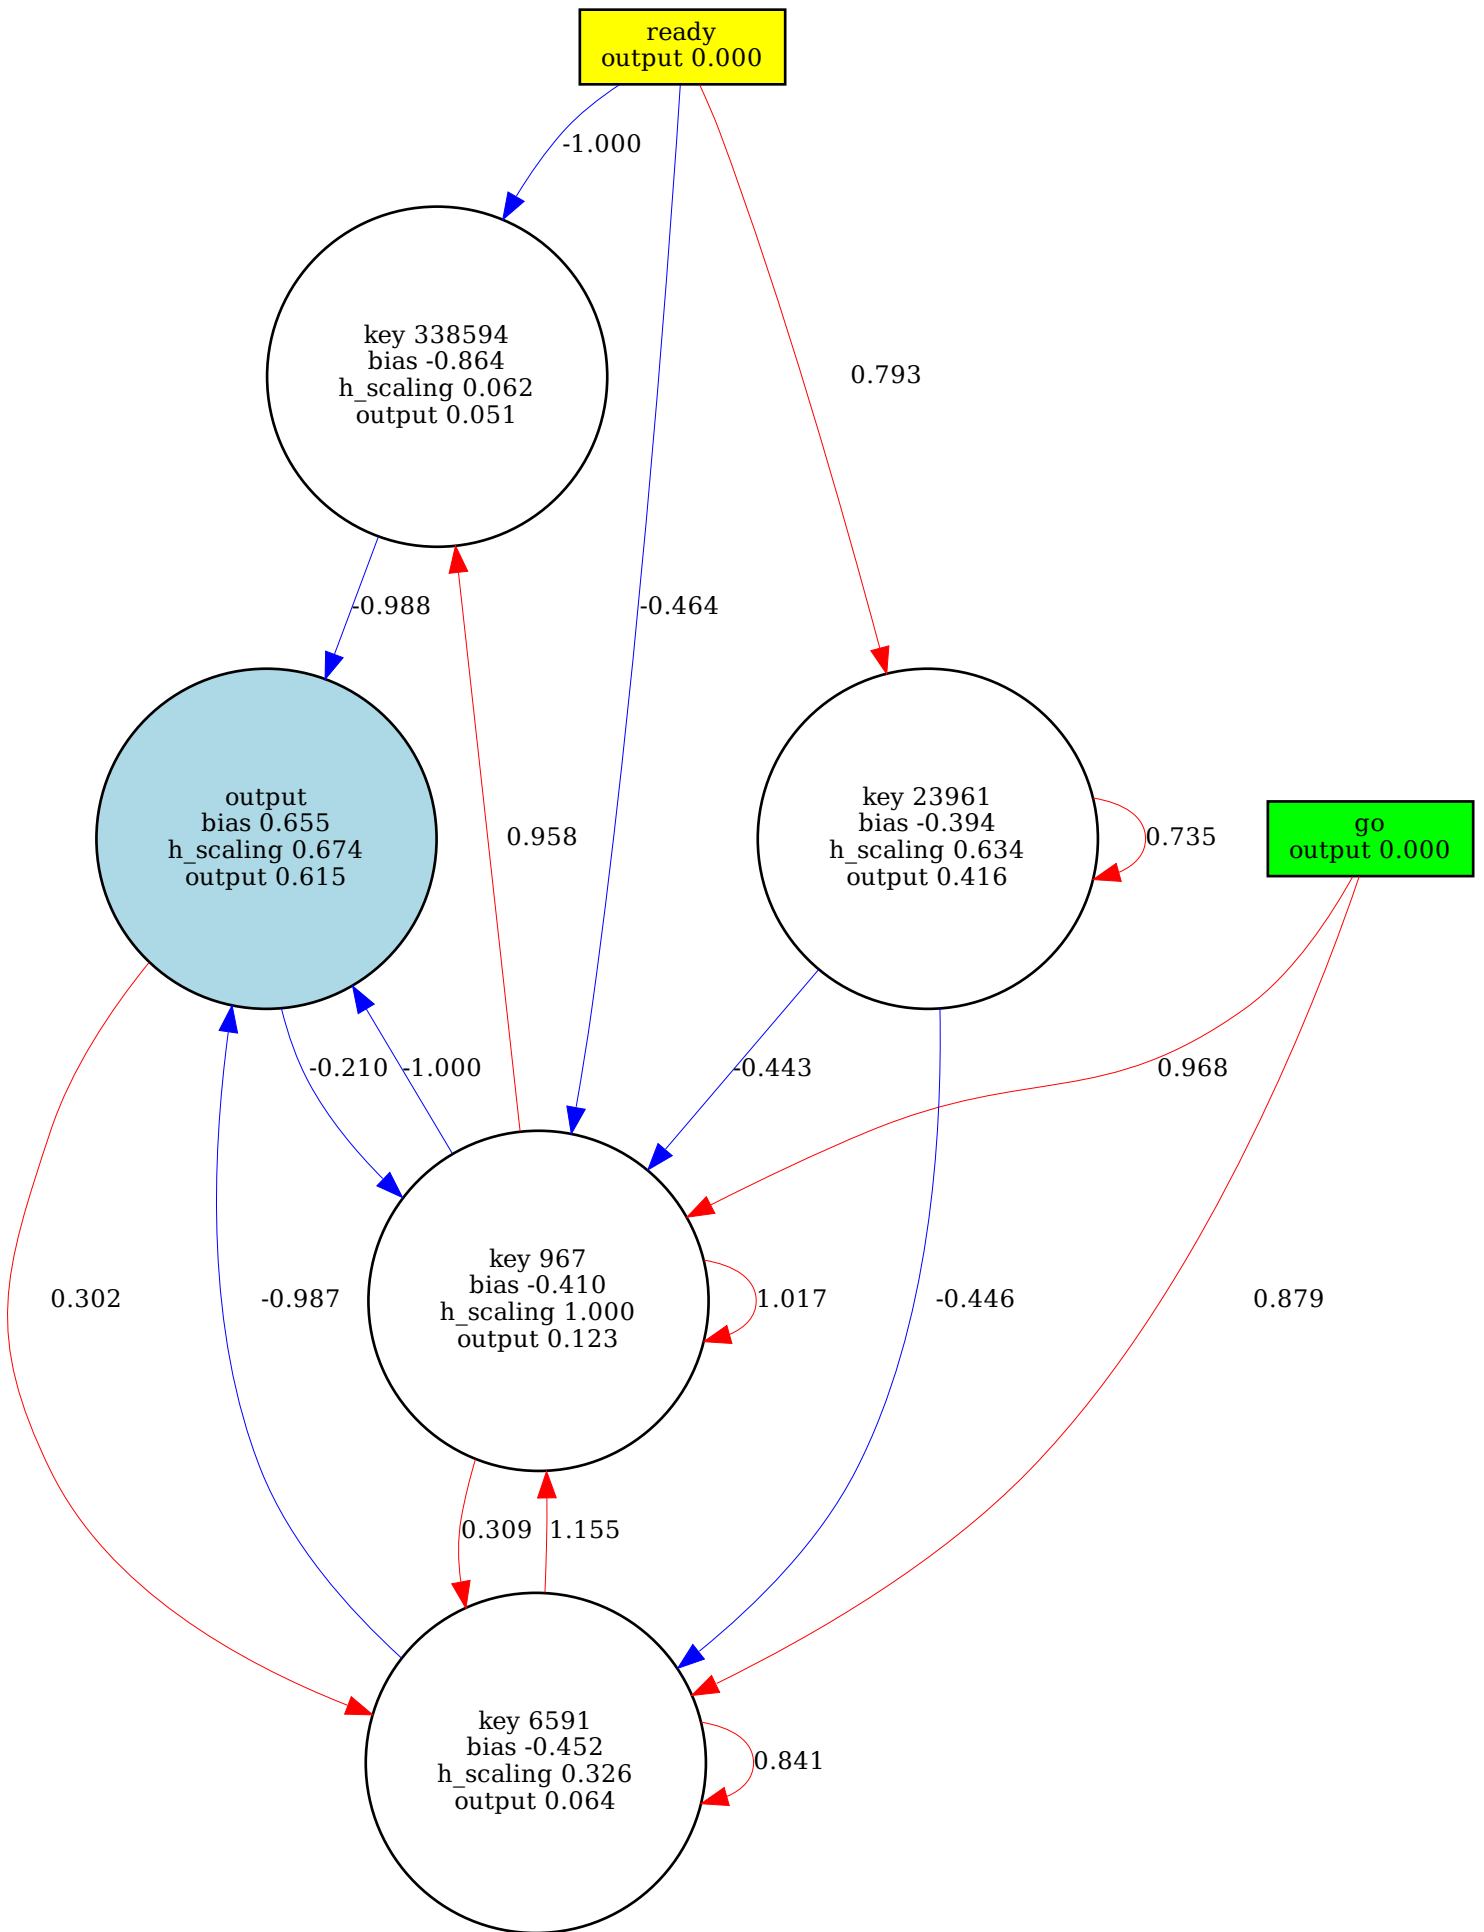 ready
output 0.000
-1.000
key 338594
bias -0.864
h_scaling 0.062
output 0.051
0.793
-0.988
-0.464
output
bias 0.655
h_scaling 0.674
output 0.615
0.958
key 23961
bias -0.394
h_scaling 0.634
output 0.416
0.735
go
output 0.000
-0.210
-1.000
-0.443
0.968
key 967
bias -0.410
h_scaling 1.000
output 0.123
0.302
-0.987
1.017
-0.446
0.879
0.309
1.155
key 6591
bias -0.452
h_scaling 0.326
output 0.064
0.841